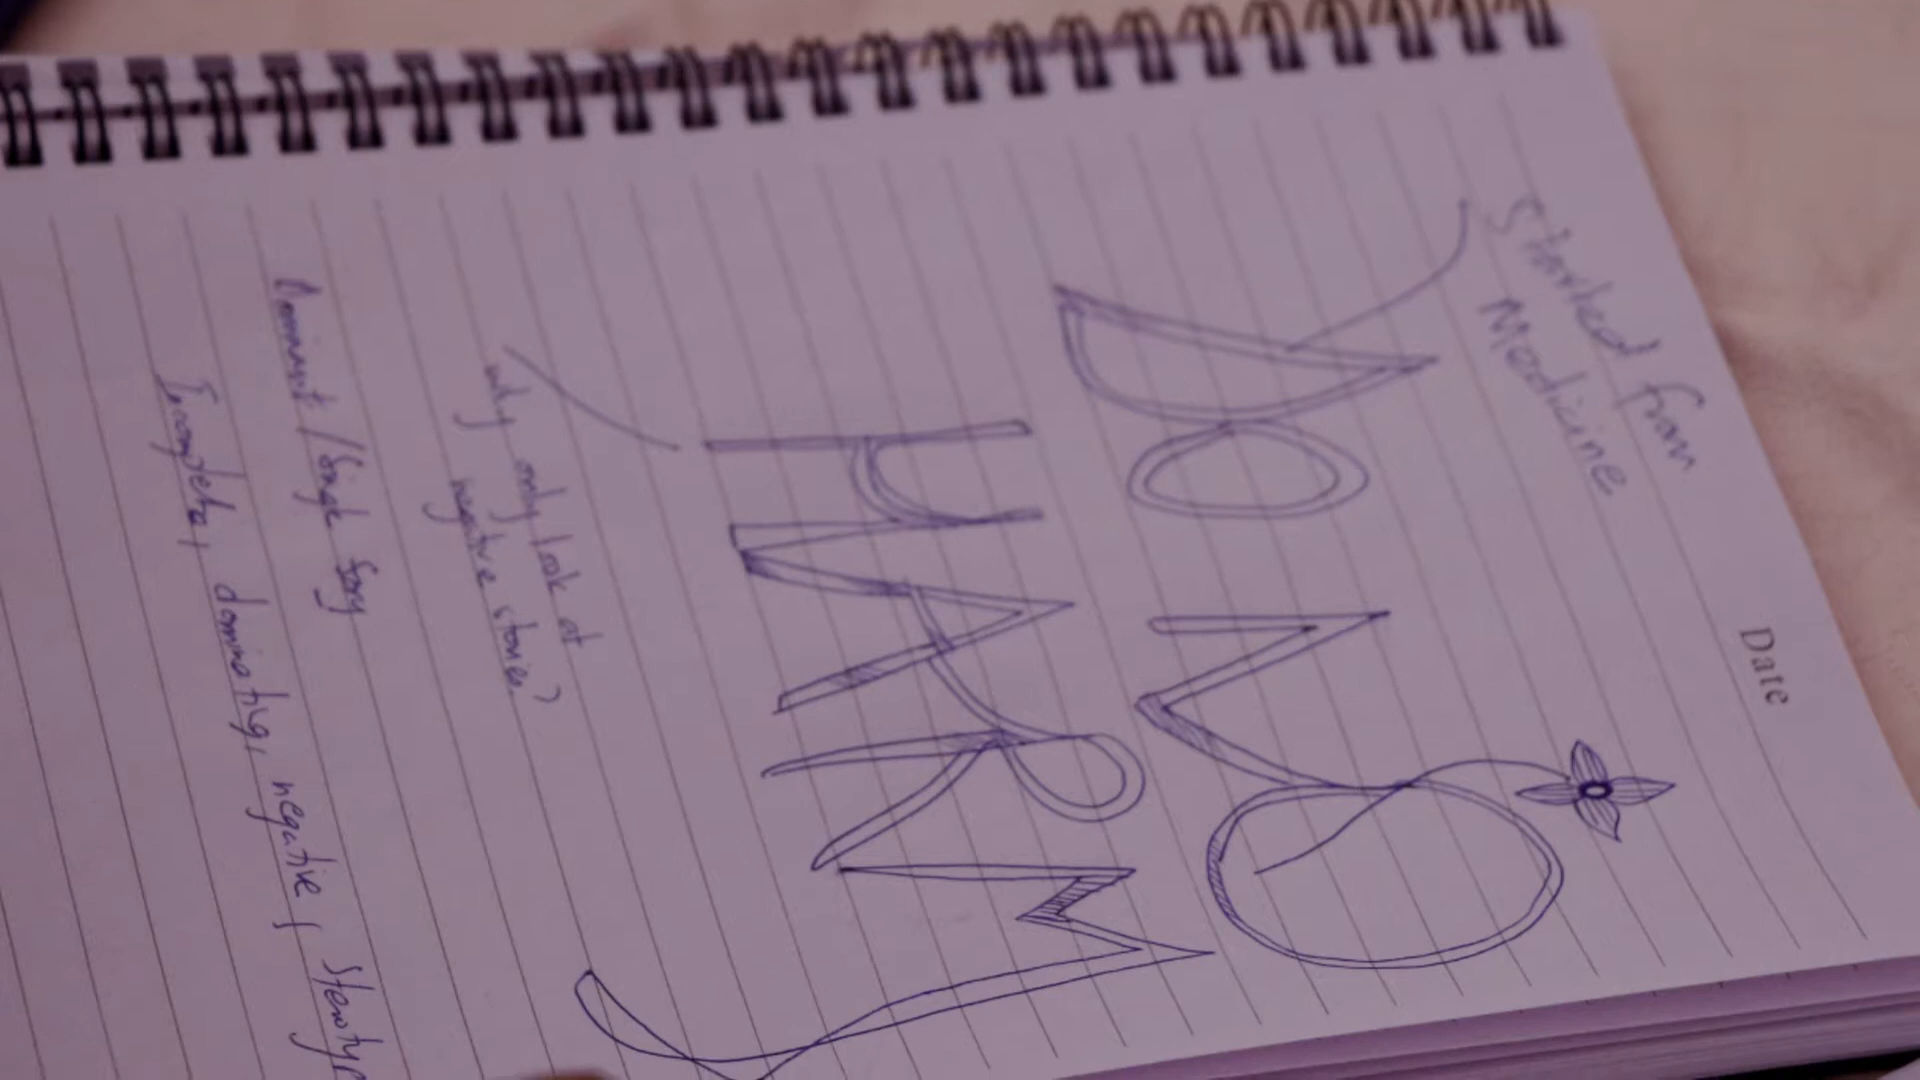 Date
Started from
Medicine
DO NO
HARM
why only look at
negative stories?
Dominant / Single Story
Incomplete, dominating, negative, stereotyp